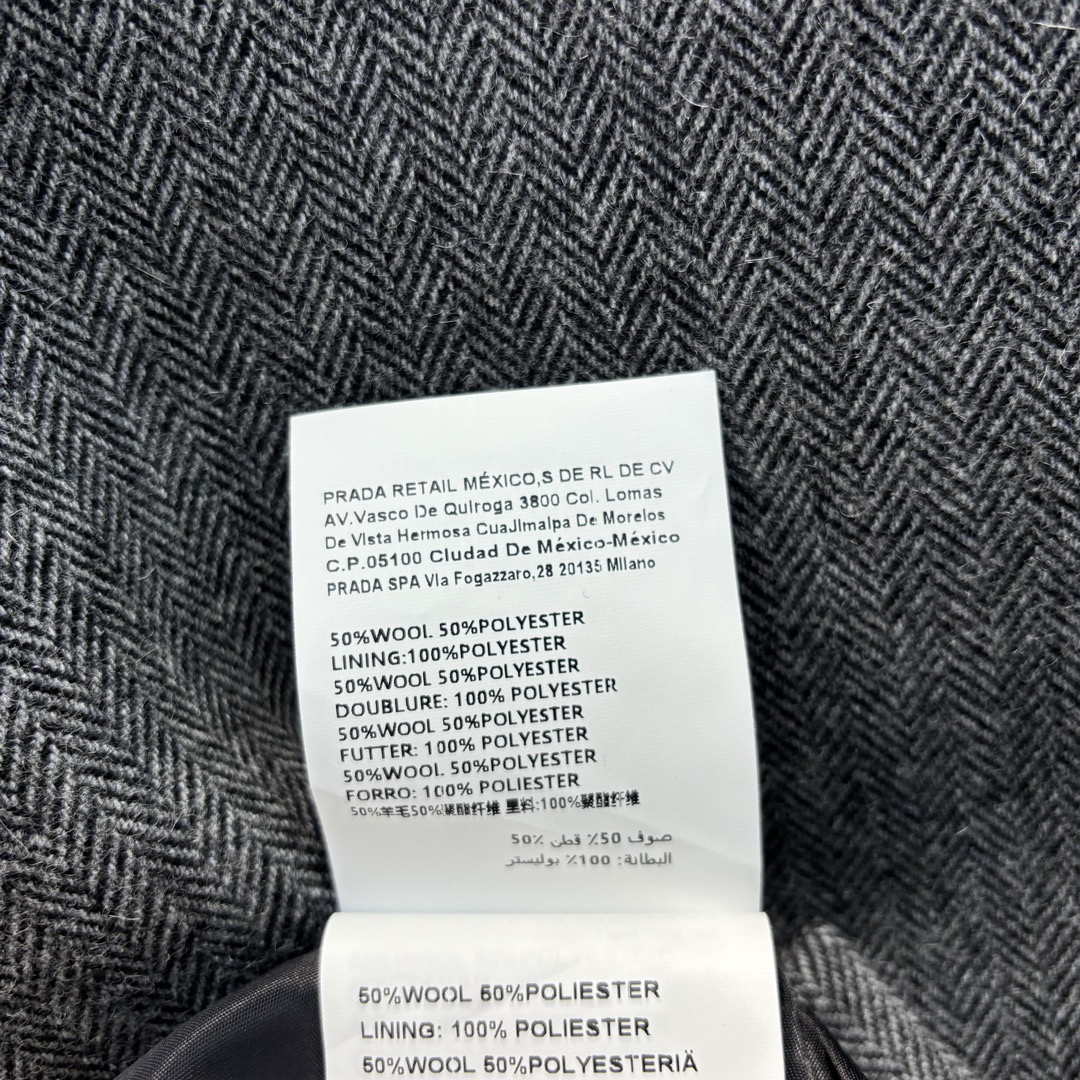 PRADA RETAIL MÉXICO,S DE RL DE CV
AV.Vasco De Quiroga 3800 Col. Lomas
De Vista Hermosa CuaJimalpa De Morelos
C.P.05100 Ciudad De México-México
PRADA SPA Via Fogazzaro,28 20135 Milano
50%WOOL 50%POLYESTER
LINING:100%POLYESTER
50%WOOL 50%POLYESTER
DOUBLURE: 100% POLYESTER
50%WOOL 50%POLYESTER
FUTTER: 100% POLYESTER
50%WOOL 50%POLYESTER
FORRO: 100% POLIESTER
50%羊毛50%聚酯纤维 里料:100%聚酯纤维
صوف 50٪ قطن 50٪
البطانة: 100٪ بوليستر
50%WOOL 60%POLIESTER
LINING: 100% POLIESTER
50%WOOL 50%POLYESTERIÄ